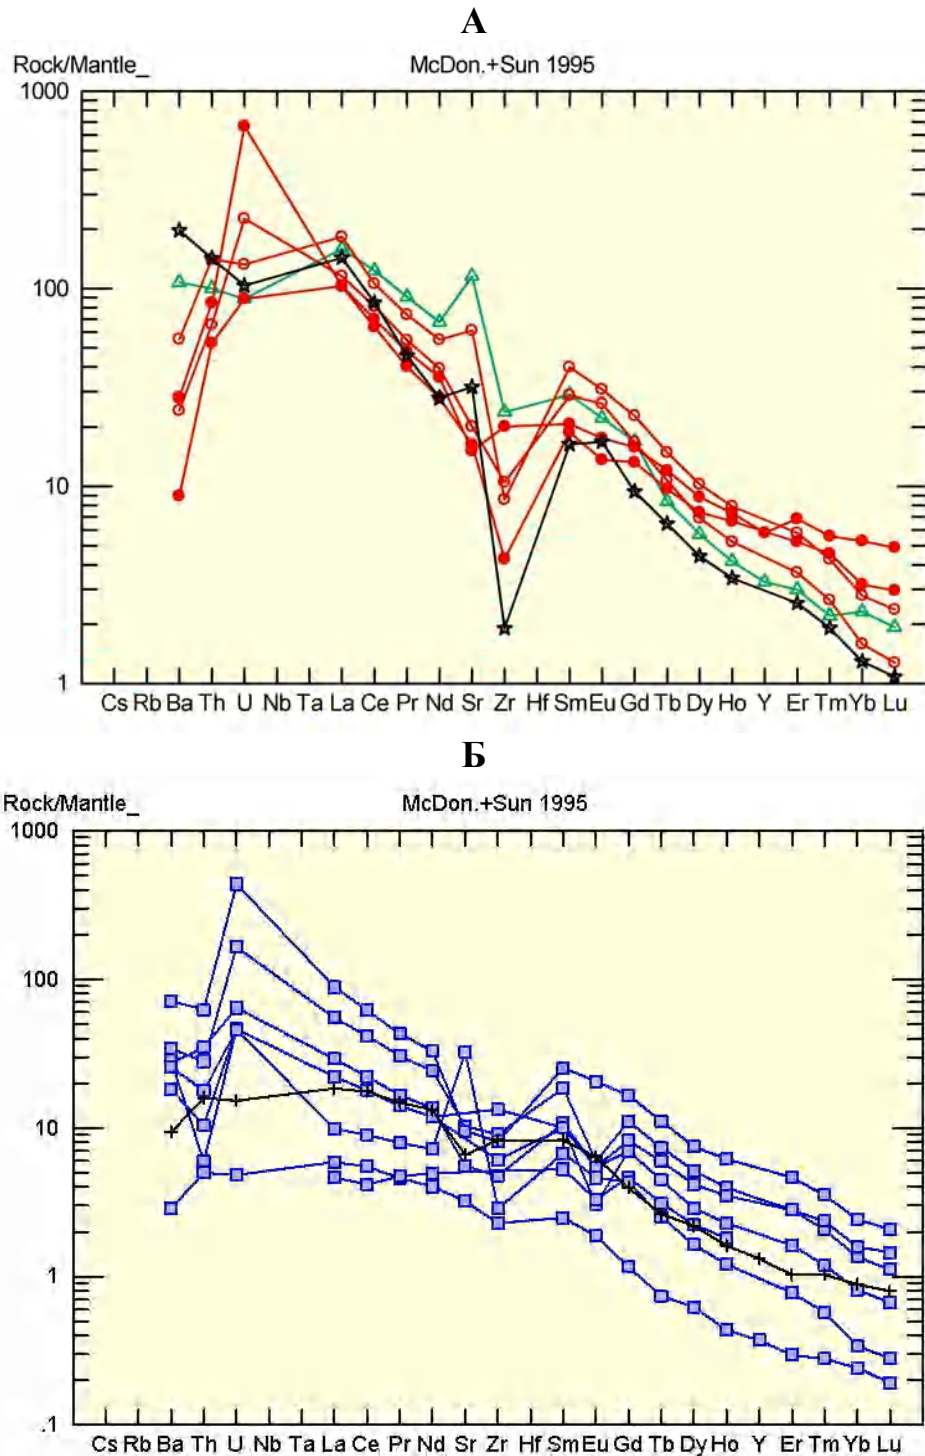 А
Rock/Mantle_ McDon.+Sun 1995
1000
100
10
1
Cs Rb Ba Th U Nb Ta La Ce Pr Nd Sr Zr Hf Sm Eu Gd Tb Dy Ho Y Er Tm Yb Lu
Б
Rock/Mantle_ McDon.+Sun 1995
1000
100
10
1
.1
Cs Rb Ba Th U Nb Ta La Ce Pr Nd Sr Zr Hf Sm Eu Gd Tb Dy Ho Y Er Tm Yb Lu